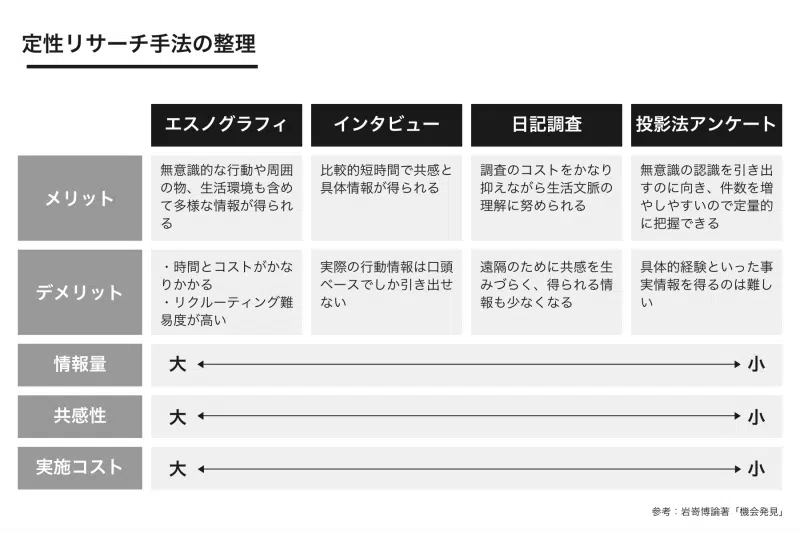 定性リサーチ手法の整理
エスノグラフィ
インタビュー
日記調査
投影法アンケート
メリット
無意識的な行動や周囲
の物、生活環境も含め
て多様な情報が得られ
る
比較的短時間で共感と
具体情報が得られる
調査のコストをかなり
抑えながら生活文脈の
理解に努められる
無意識の認識を引き出
すのに向き、件数を増
やしやすいので定量的
に把握できる
デメリット
・時間とコストがかな
りかかる
・リクルーティング難
易度が高い
実際の行動情報は口頭
ベースでしか引き出せ
ない
遠隔のために共感を生
みづらく、得られる情
報も少なくなる
具体的経験といった事
実情報を得るのは難し
い
情報量
大 小
共感性
大 小
実施コスト
大 小
参考：岩嵜博論著「機会発見」